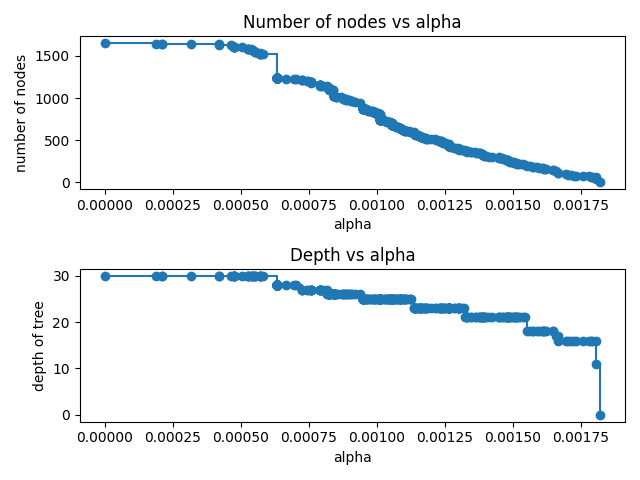 Number of nodes vs alpha
1500
1000
500
0
number of nodes
0.00000 0.00025 0.00050 0.00075 0.00100 0.00125 0.00150 0.00175
alpha
Depth vs alpha
30
20
10
0
depth of tree
0.00000 0.00025 0.00050 0.00075 0.00100 0.00125 0.00150 0.00175
alpha